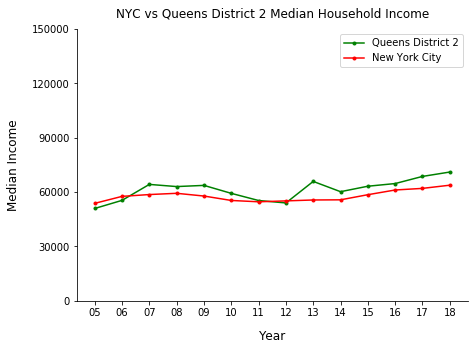 NYC vs Queens District 2 Median Household Income
150000
120000
90000
60000
30000
0
Median Income
Queens District 2
New York City
05 06 07 08 09 10 11 12 13 14 15 16 17 18
Year